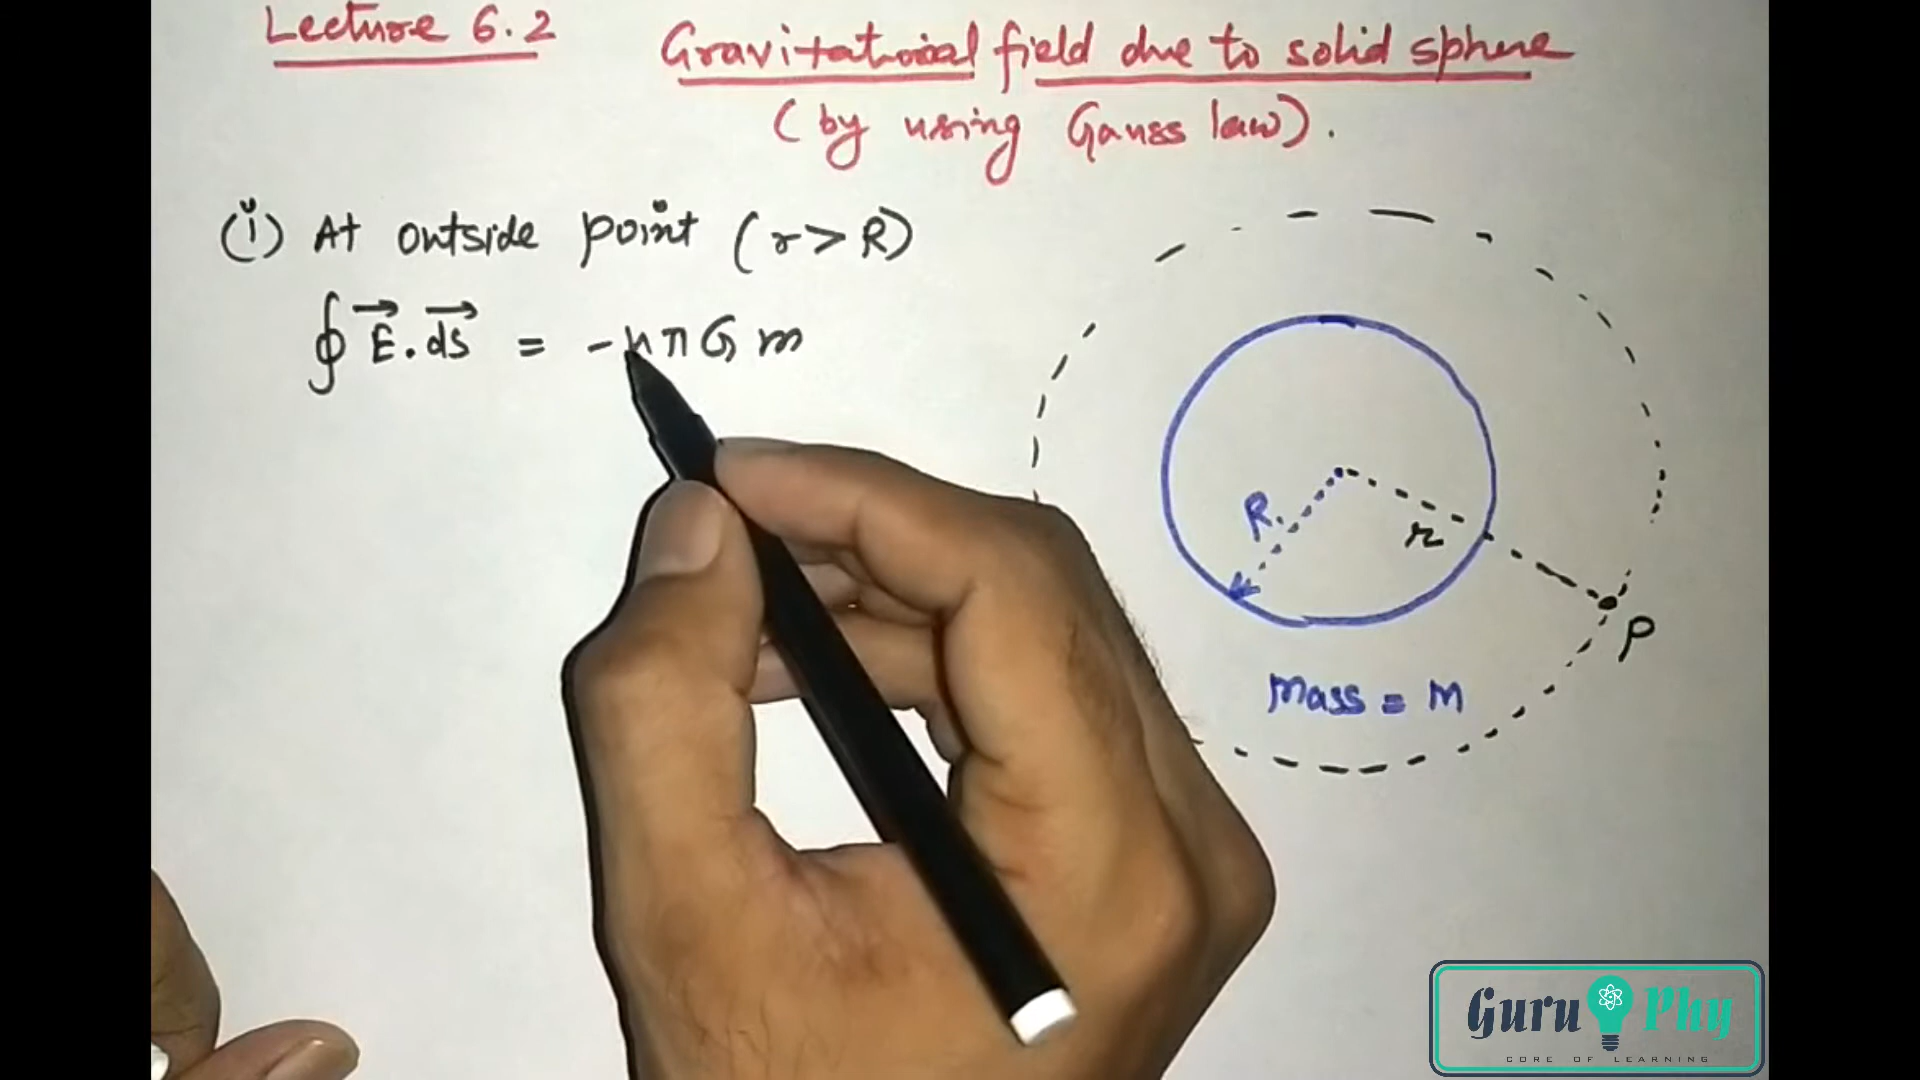 Lecture 6.2
Gravitational field due to solid sphere
(by using Gauss law).
(i) At outside point (r > R)
∮ E⃗ . ds⃗ = - 4 π G m
R.
r
P
Mass = M
Guru Phy
CORE OF LEARNING